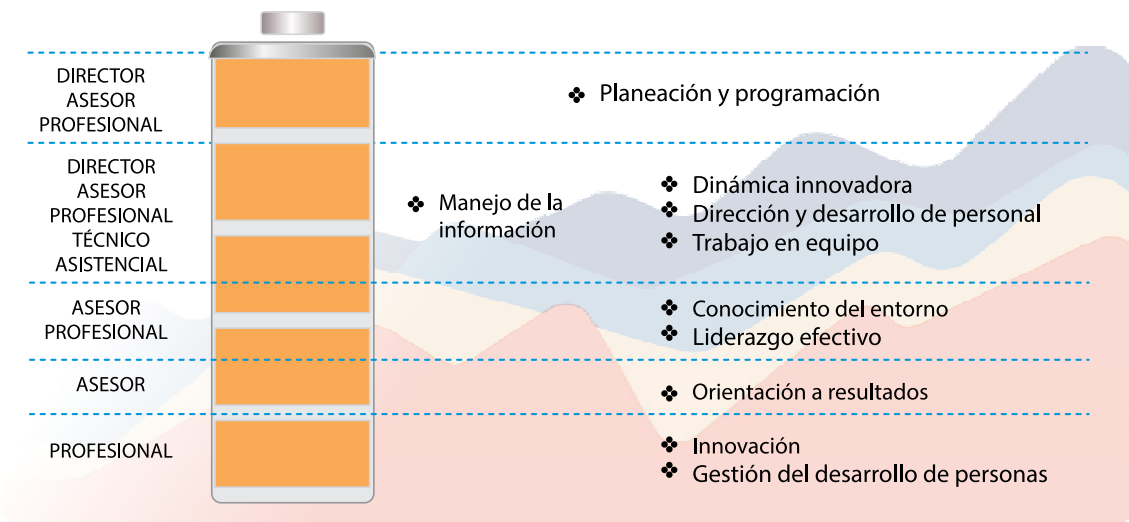 DIRECTOR
ASESOR
PROFESIONAL
❖ Planeación y programación
DIRECTOR
ASESOR
PROFESIONAL
TÉCNICO
ASISTENCIAL
❖ Manejo de la
información
❖ Dinámica innovadora
❖ Dirección y desarrollo de personal
❖ Trabajo en equipo
ASESOR
PROFESIONAL
❖ Conocimiento del entorno
❖ Liderazgo efectivo
ASESOR
❖ Orientación a resultados
PROFESIONAL
❖ Innovación
❖ Gestión del desarrollo de personas